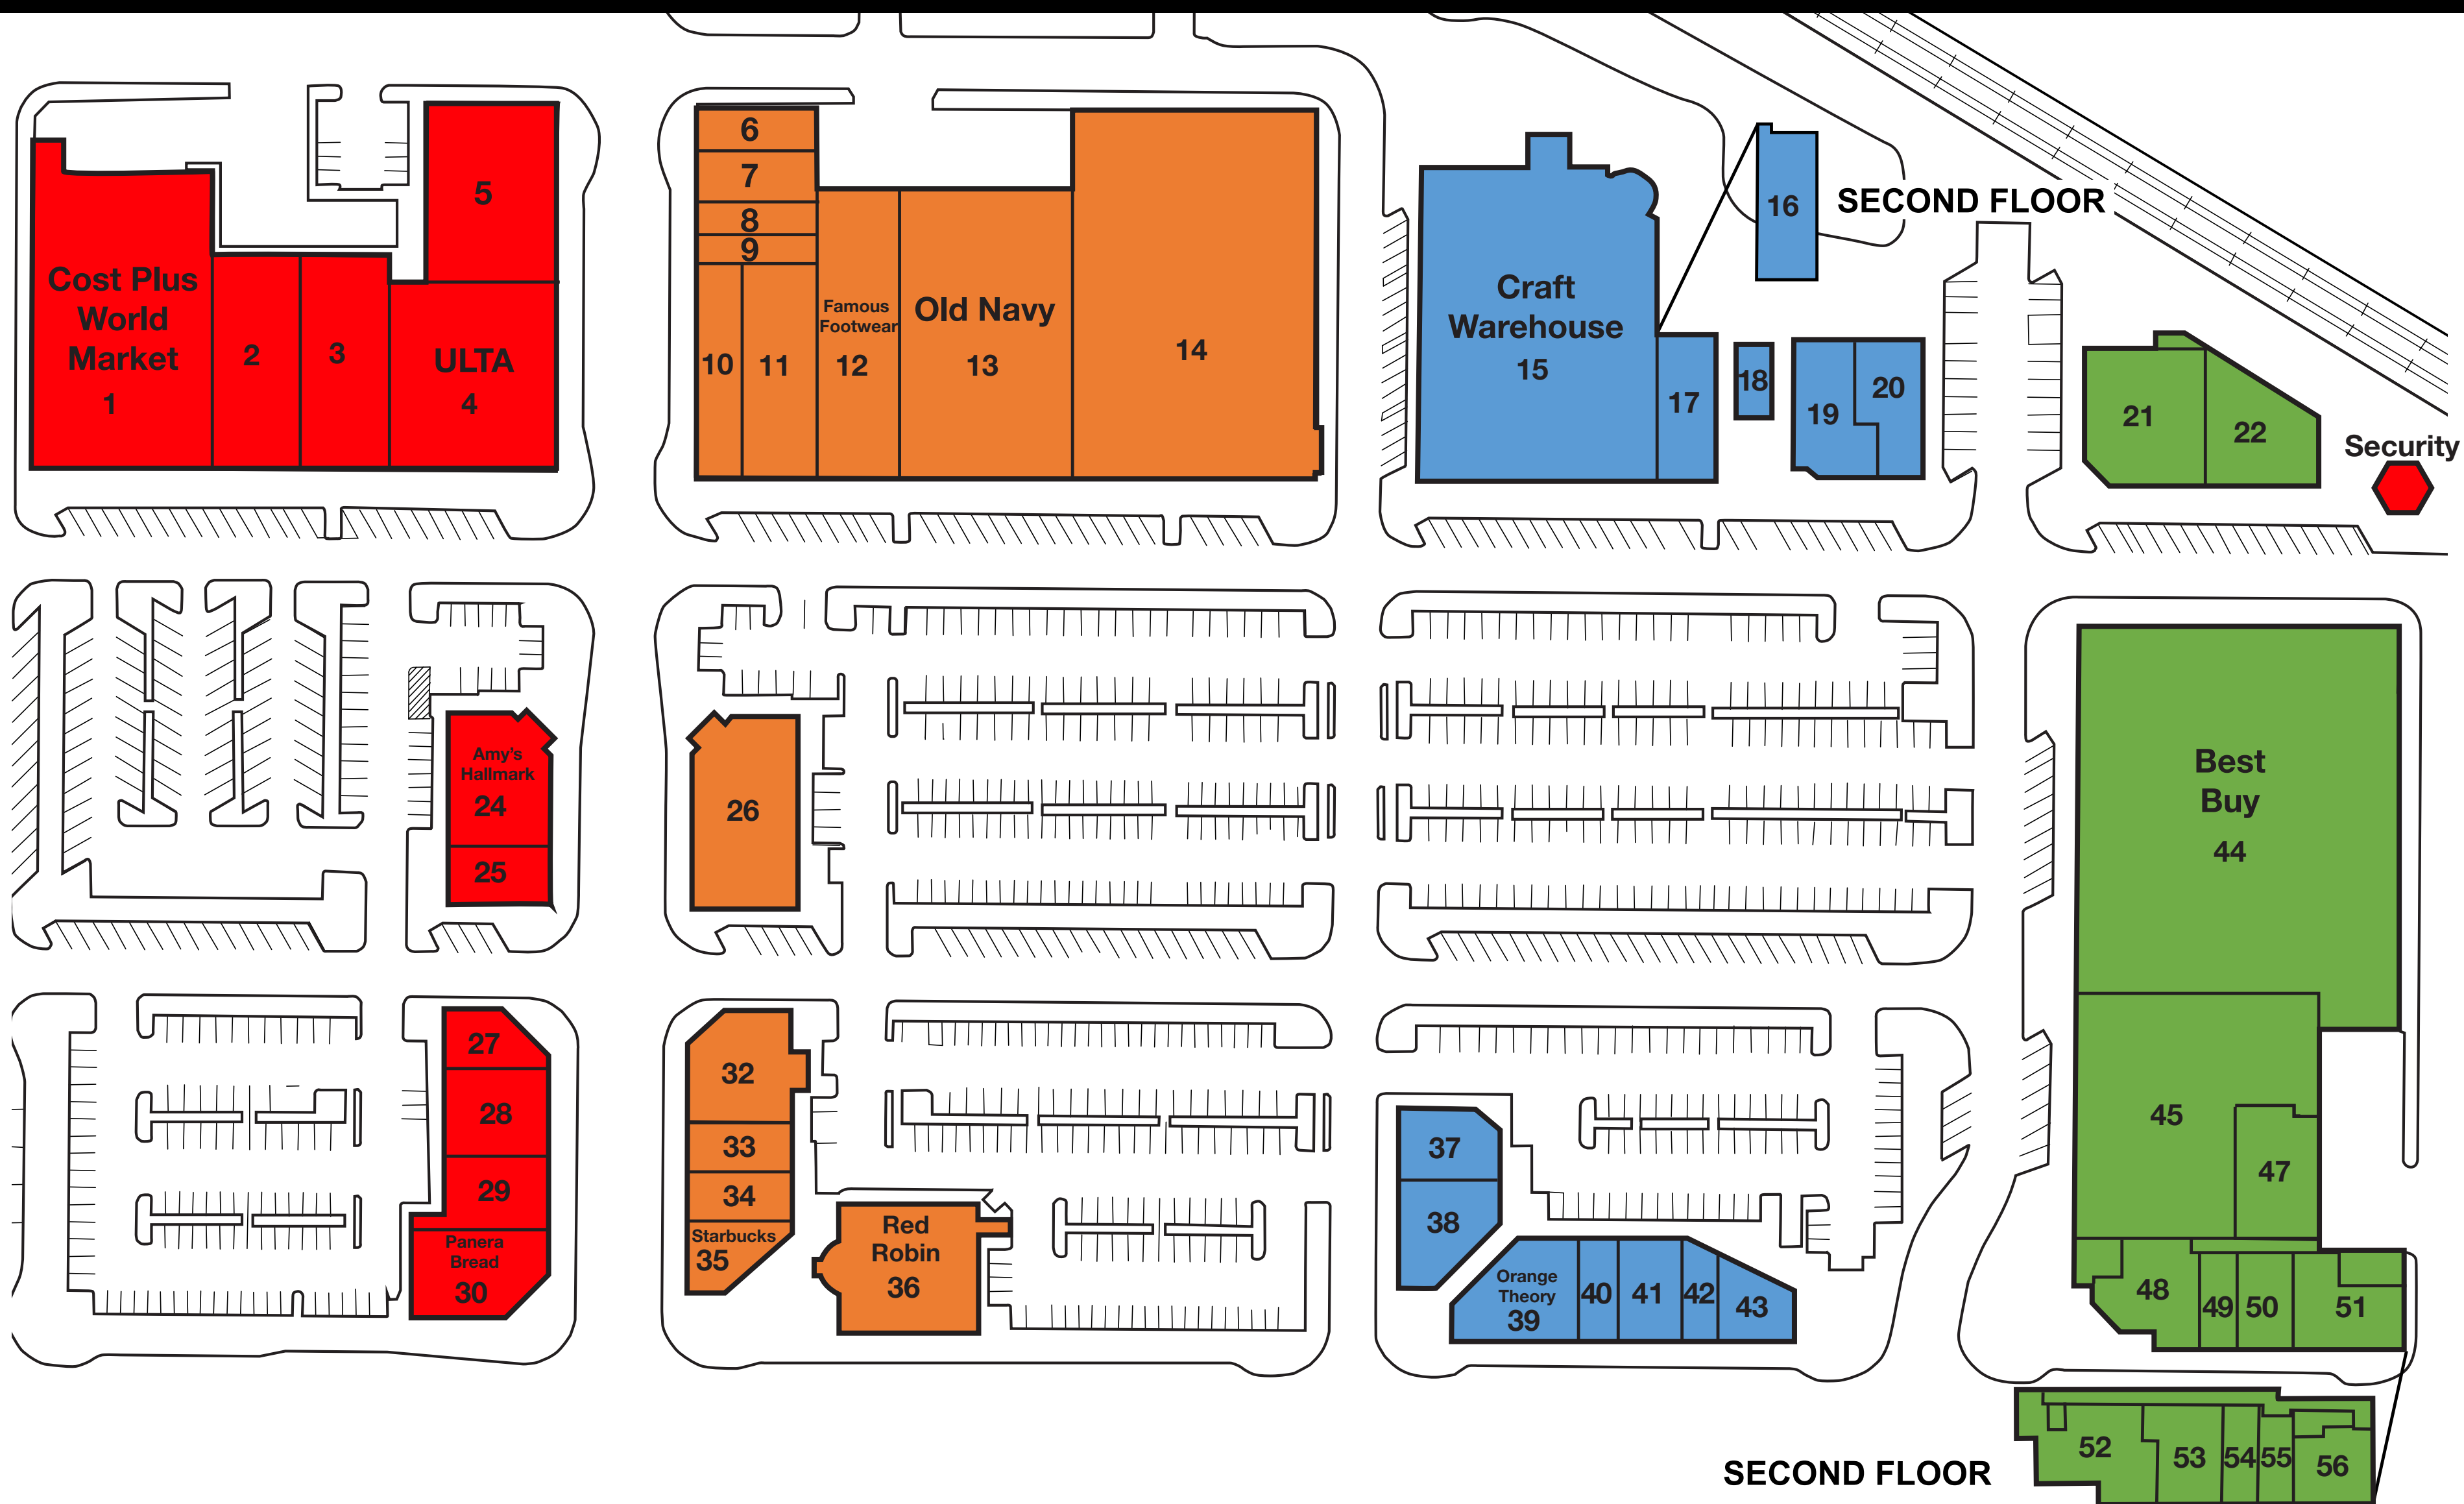 6
7
8
9
5
16
SECOND FLOOR
Cost Plus
World
Market
1
2
3
ULTA
4
10
11
Famous
Footwear
12
Old Navy
13
14
Craft
Warehouse
15
17
18
19
20
21
22
Security
Amy's
Hallmark
24
25
26
Best
Buy
44
27
28
29
Panera
Bread
30
32
33
34
Starbucks
35
Red
Robin
36
37
38
Orange
Theory
39
40
41
42
43
45
47
48
49
50
51
SECOND FLOOR
52
53
54
55
56